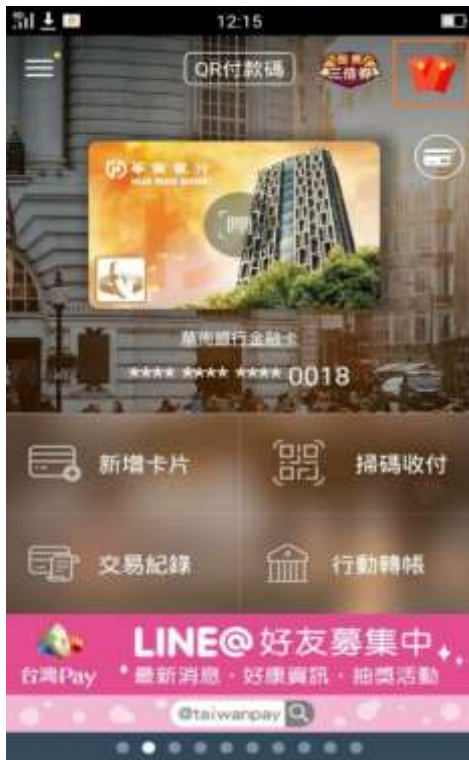 12:15
QR付款碼
三倍券
華南銀行
HUA NAN BANK
華南銀行金融卡
**** **** **** 0018
新增卡片
掃碼收付
交易紀錄
行動轉帳
台灣Pay
LINE@好友募集中
最新消息・好康資訊・抽獎活動
@taiwanpay